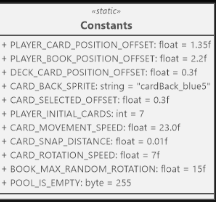 «static»
Constants
+ PLAYER_CARD_POSITION_OFFSET: float = 1.35f
+ PLAYER_BOOK_POSITION_OFFSET: float = 2.2f
+ DECK_CARD_POSITION_OFFSET: float = 0.3f
+ CARD_BACK_SPRITE: string = "cardBack_blue5"
+ CARD_SELECTED_OFFSET: float = 0.3f
+ PLAYER_INITIAL_CARDS: int = 7
+ CARD_MOVEMENT_SPEED: float = 23.0f
+ CARD_SNAP_DISTANCE: float = 0.01f
+ CARD_ROTATION_SPEED: float = 7f
+ BOOK_MAX_RANDOM_ROTATION: float = 15f
+ POOL_IS_EMPTY: byte = 255